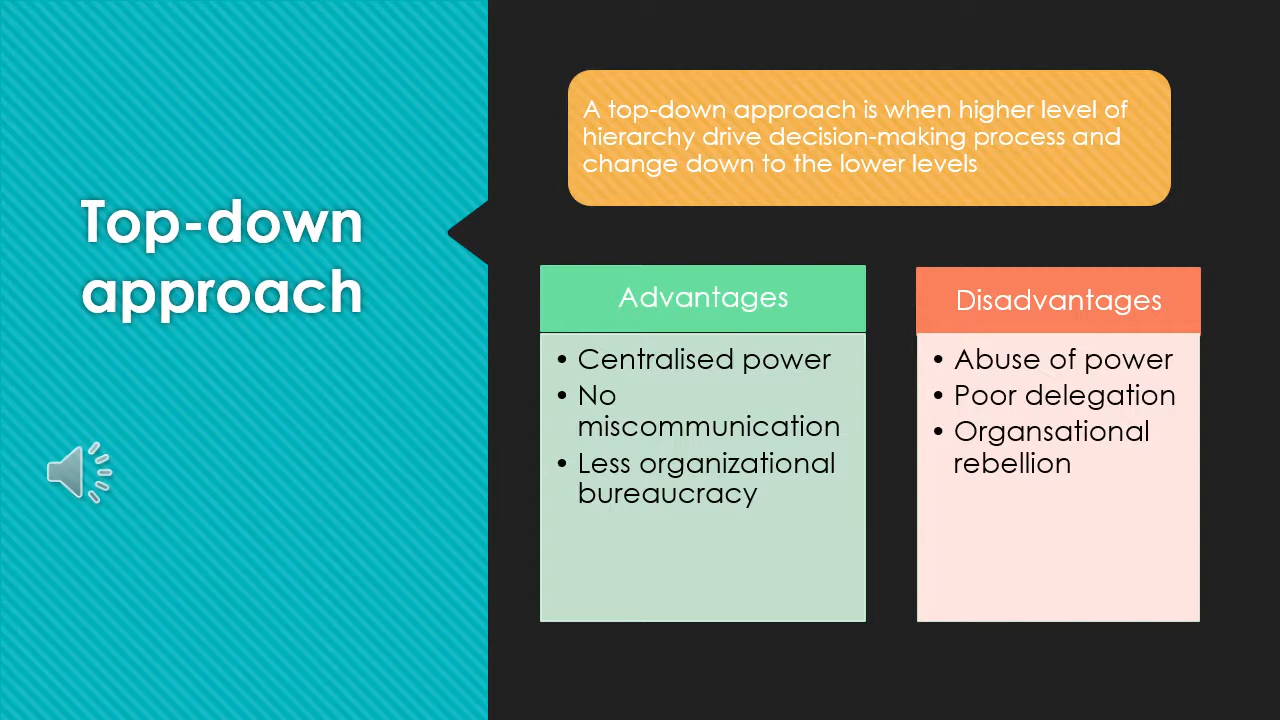 Top-down
approach
A top-down approach is when higher level of
hierarchy drive decision-making process and
change down to the lower levels
Advantages
• Centralised power
• No
miscommunication
• Less organizational
bureaucracy
Disadvantages
• Abuse of power
• Poor delegation
• Organsational
rebellion